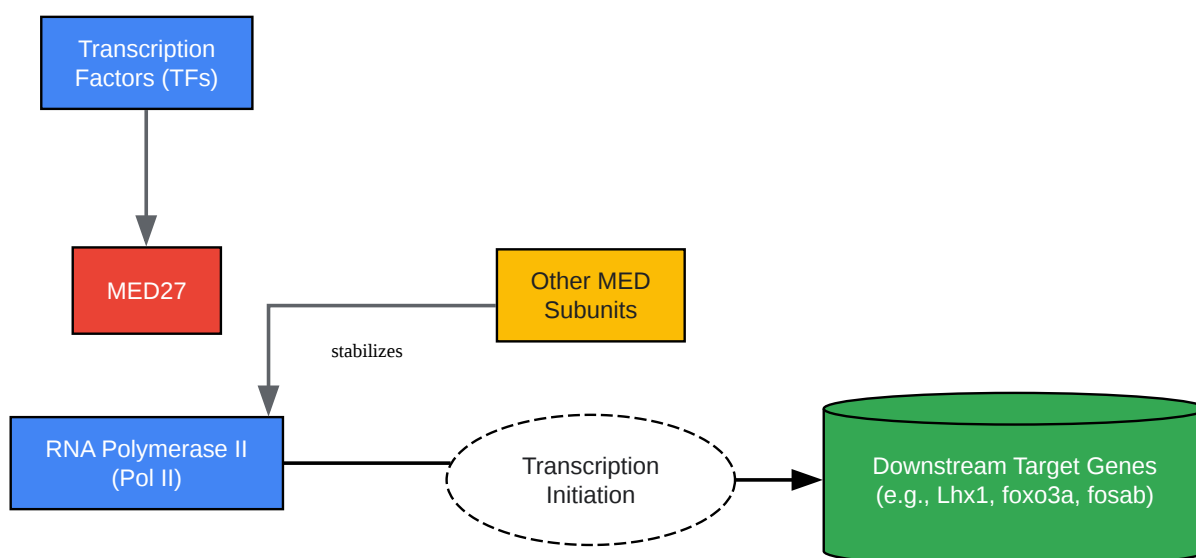 Transcription
Factors (TFs)
MED27
Other MED
Subunits
stabilizes
RNA Polymerase II
(Pol II)
Transcription
Initiation
Downstream Target Genes
(e.g., Lhx1, foxo3a, fosab)